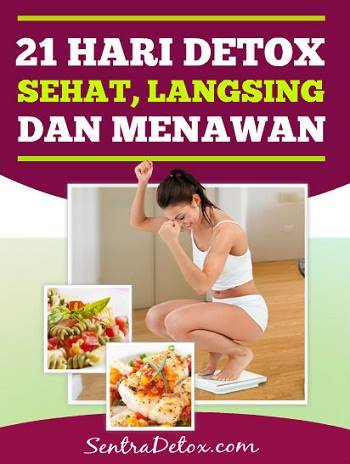 21 HARI DETOX
SEHAT, LANGSING
DAN MENAWAN
SentraDetox.com